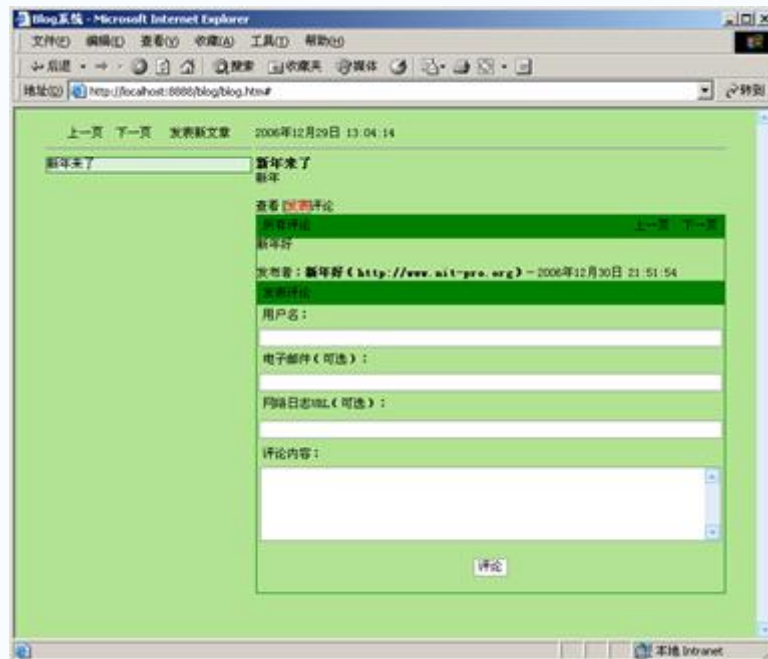 Blog系统 - Microsoft Internet Explorer
文件(F) 编辑(E) 查看(V) 收藏(A) 工具(T) 帮助(H)
后退 搜索 收藏夹 媒体
地址(D) http://localhost:8888/blog/blog.htm# 转到
上一页 下一页 发表新文章 2006年12月29日 13:04:14
新年来了
新年来了
新年
查看 [发表]评论
所有评论 上一页 下一页
新年好
发布者：新年好(http://www.nit-pro.org) - 2006年12月30日 21:51:54
发表评论
用户名：
电子邮件(可选)：
网络日志URL(可选)：
评论内容：
评论
本地 Intranet